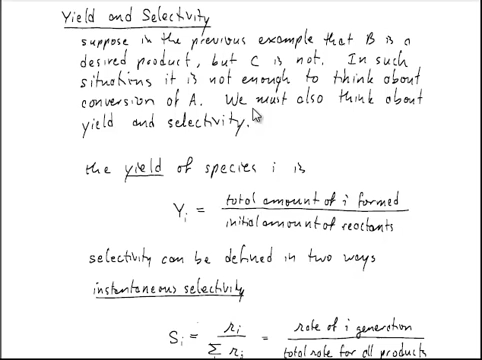 Yield and Selectivity
suppose in the previous example that B is a
desired product, but C is not. In such
situations it is not enough to think about
conversion of A. We must also think about
yield and selectivity.
the yield of species i is
Yᵢ = total amount of i formed / initial amount of reactants
selectivity can be defined in two ways
instantaneous selectivity
Sᵢ = rᵢ / Σ rⱼ = rate of i generation / total rate for all products